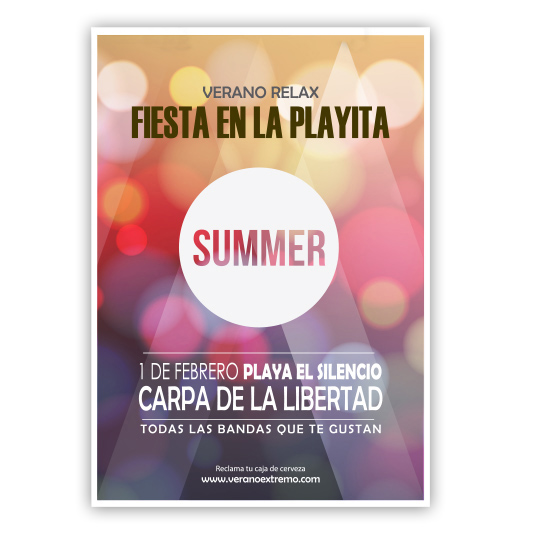 VERANO RELAX
FIESTA EN LA PLAYITA
SUMMER
1 DE FEBRERO PLAYA EL SILENCIO
CARPA DE LA LIBERTAD
TODAS LAS BANDAS QUE TE GUSTAN
Reclama tu caja de cerveza
www.veranoextremo.com